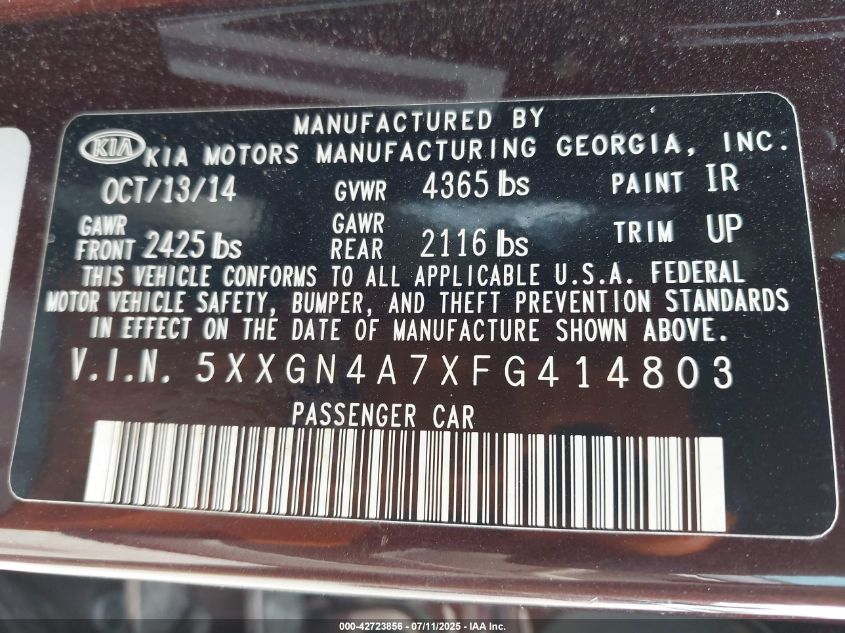 MANUFACTURED BY
KIA KIA MOTORS MANUFACTURING GEORGIA, INC.
OCT/13/14 GVWR 4365 lbs PAINT IR
GAWR FRONT 2425 lbs GAWR REAR 2116 lbs TRIM UP
THIS VEHICLE CONFORMS TO ALL APPLICABLE U.S.A. FEDERAL
MOTOR VEHICLE SAFETY, BUMPER, AND THEFT PREVENTION STANDARDS
IN EFFECT ON THE DATE OF MANUFACTURE SHOWN ABOVE.
V.I.N. 5XXGN4A7XFG414803
PASSENGER CAR
000-42723856 - 07/11/2025 - IAA Inc.